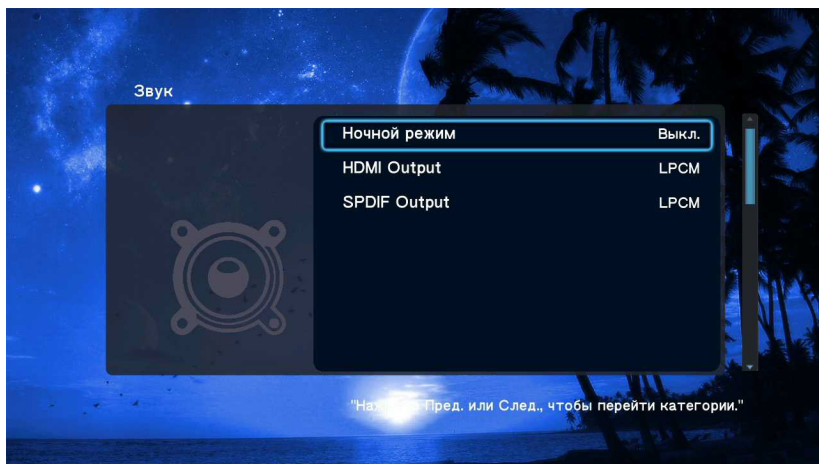 Звук
Ночной режим Выкл.
HDMI Output LPCM
SPDIF Output LPCM
Пред. или След., чтобы перейти категории."